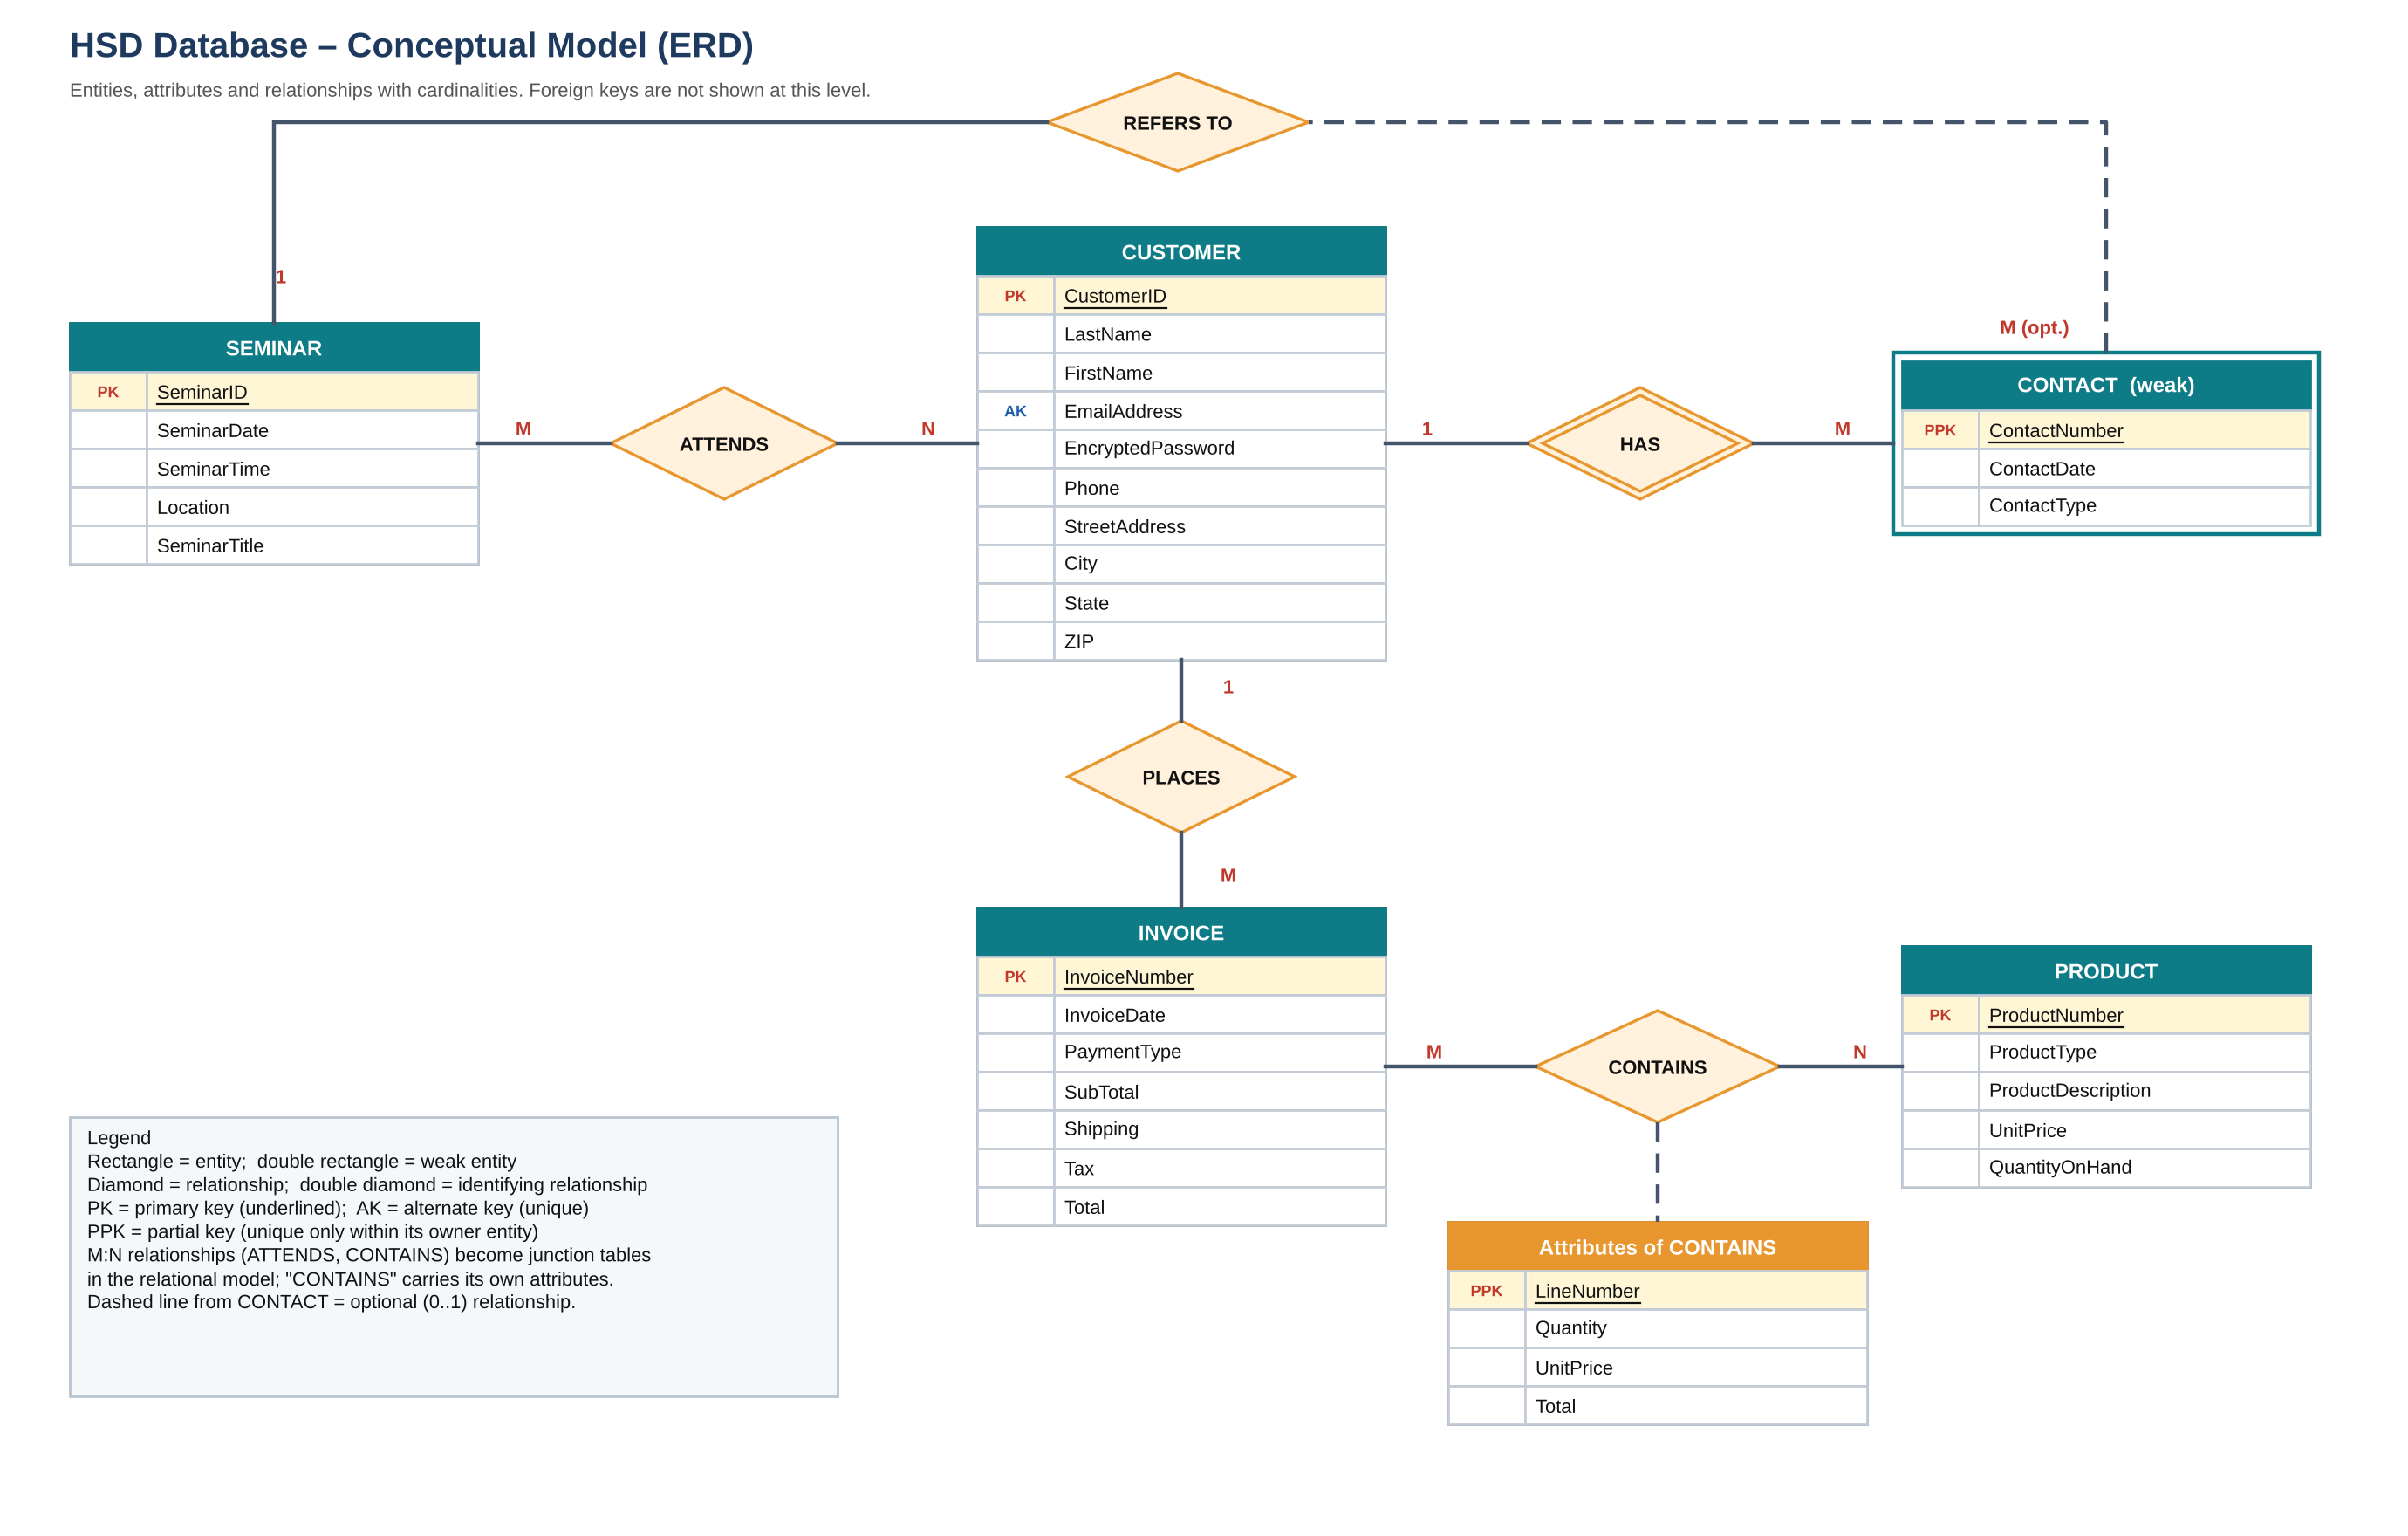 HSD Database – Conceptual Model (ERD)
Entities, attributes and relationships with cardinalities. Foreign keys are not shown at this level.
REFERS TO
1
M (opt.)
SEMINAR
PK SeminarID
SeminarDate
SeminarTime
Location
SeminarTitle
M
ATTENDS
N
CUSTOMER
PK CustomerID
LastName
FirstName
AK EmailAddress
EncryptedPassword
Phone
StreetAddress
City
State
ZIP
1
HAS
M
CONTACT (weak)
PPK ContactNumber
ContactDate
ContactType
1
PLACES
M
INVOICE
PK InvoiceNumber
InvoiceDate
PaymentType
SubTotal
Shipping
Tax
Total
M
CONTAINS
N
PRODUCT
PK ProductNumber
ProductType
ProductDescription
UnitPrice
QuantityOnHand
Attributes of CONTAINS
PPK LineNumber
Quantity
UnitPrice
Total
Legend
Rectangle = entity; double rectangle = weak entity
Diamond = relationship; double diamond = identifying relationship
PK = primary key (underlined); AK = alternate key (unique)
PPK = partial key (unique only within its owner entity)
M:N relationships (ATTENDS, CONTAINS) become junction tables
in the relational model; "CONTAINS" carries its own attributes.
Dashed line from CONTACT = optional (0..1) relationship.